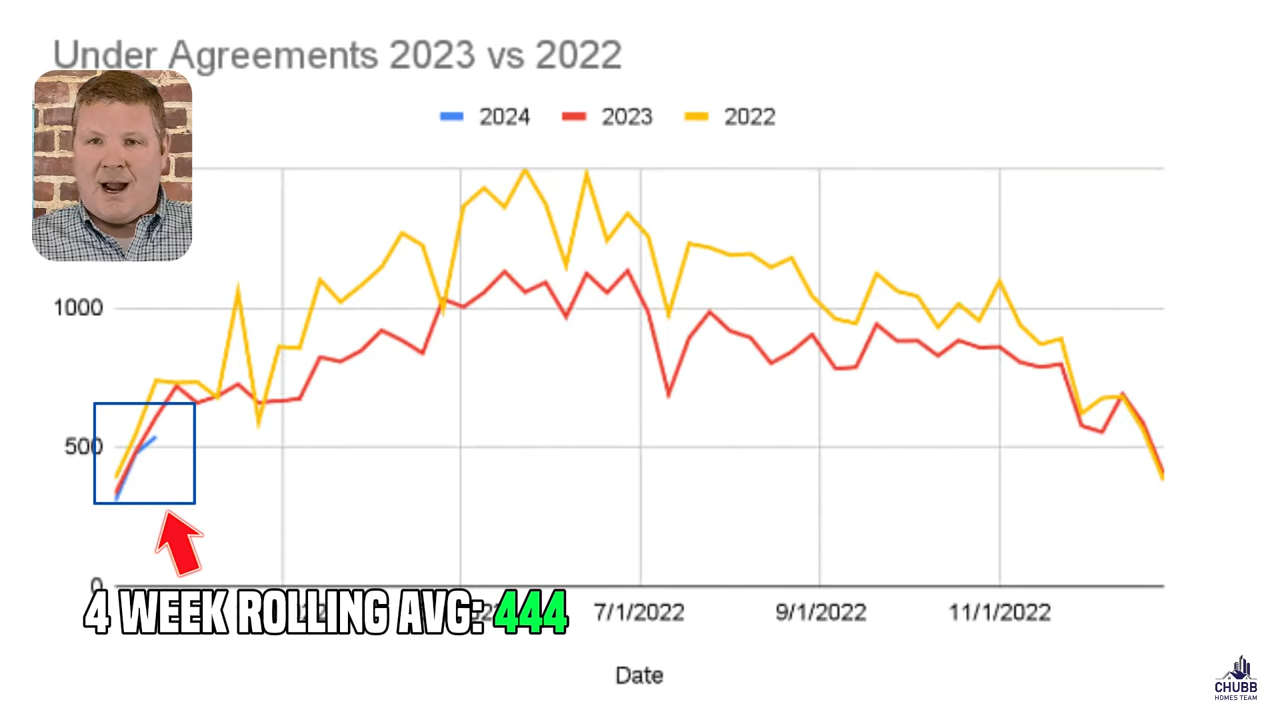 Under Agreements 2023 vs 2022
2024 2023 2022
1000
500
0
7/1/2022 9/1/2022 11/1/2022
4 WEEK ROLLING AVG: 444
Date
CHUBB
HOMES TEAM